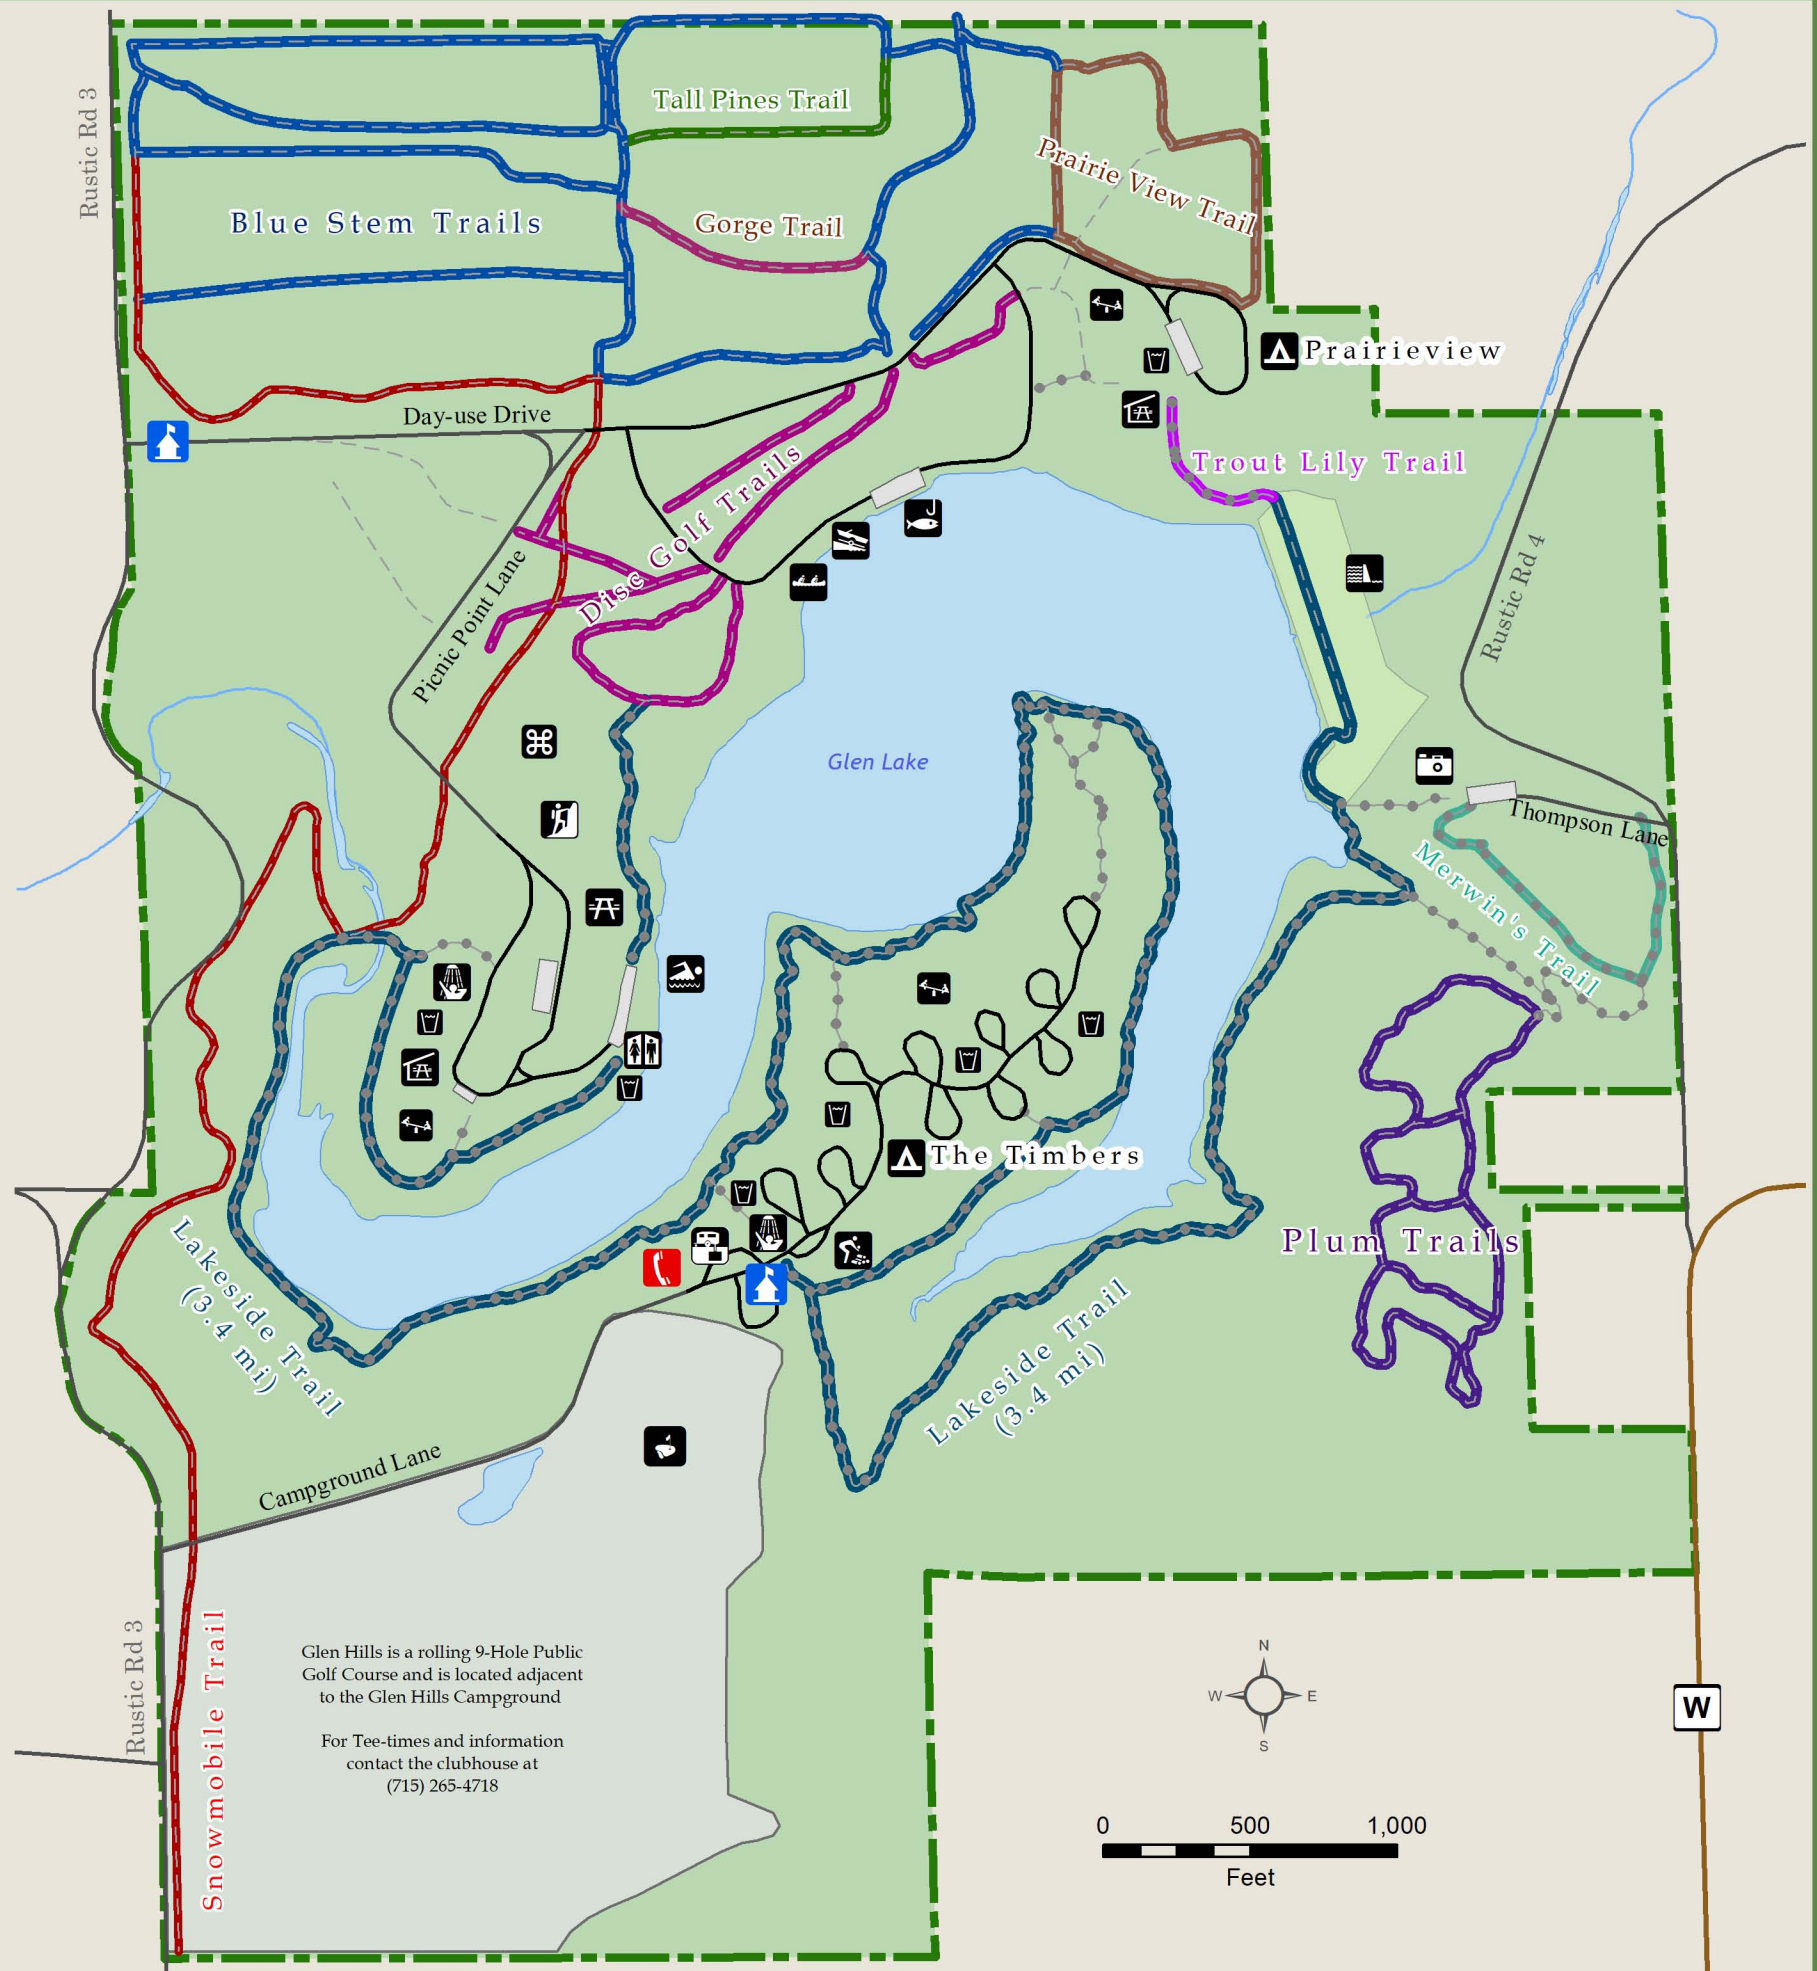 Rustic Rd 3
Tall Pines Trail
Prairie View Trail
Blue Stem Trails
Gorge Trail
Prairieview
Day-use Drive
Trout Lily Trail
Disc Golf Trails
Picnic Point Lane
Rustic Rd 4
Glen Lake
Thompson Lane
Merwin's Trail
The Timbers
Plum Trails
Lakeside Trail
(3.4 mi)
Lakeside Trail
(3.4 mi)
Campground Lane
Rustic Rd 3
Snowmobile Trail
Glen Hills is a rolling 9-Hole Public
Golf Course and is located adjacent
to the Glen Hills Campground
For Tee-times and information
contact the clubhouse at
(715) 265-4718
N
W E
S
W
0 500 1,000
Feet